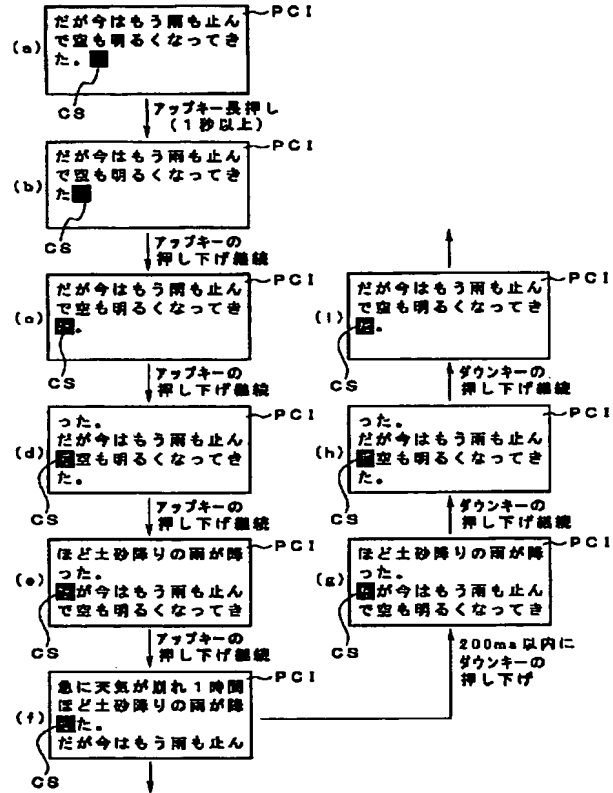 PCI
(a)
だが今はもう雨も止ん
で空も明るくなってき
た。
CS
アップキー長押し
(1秒以上)
PCI
(b)
だが今はもう雨も止ん
で空も明るくなってき
た
CS
アップキーの
押し下げ継続
PCI
(c)
だが今はもう雨も止ん
で空も明るくなってき
た。
CS
アップキーの
押し下げ継続
PCI
(d)
った。
だが今はもう雨も止ん
で空も明るくなってき
た。
CS
アップキーの
押し下げ継続
PCI
(e)
ほど土砂降りの雨が降
った。
だが今はもう雨も止ん
で空も明るくなってき
CS
アップキーの
押し下げ継続
PCI
(f)
急に天気が崩れ1時間
ほど土砂降りの雨が降
った。
だが今はもう雨も止ん
CS
200ms以内に
ダウンキーの
押し下げ
PCI
(g)
ほど土砂降りの雨が降
った。
だが今はもう雨も止ん
で空も明るくなってき
CS
ダウンキーの
押し下げ継続
PCI
(h)
った。
だが今はもう雨も止ん
で空も明るくなってき
た。
CS
ダウンキーの
押し下げ継続
PCI
(i)
だが今はもう雨も止ん
で空も明るくなってき
た。
CS